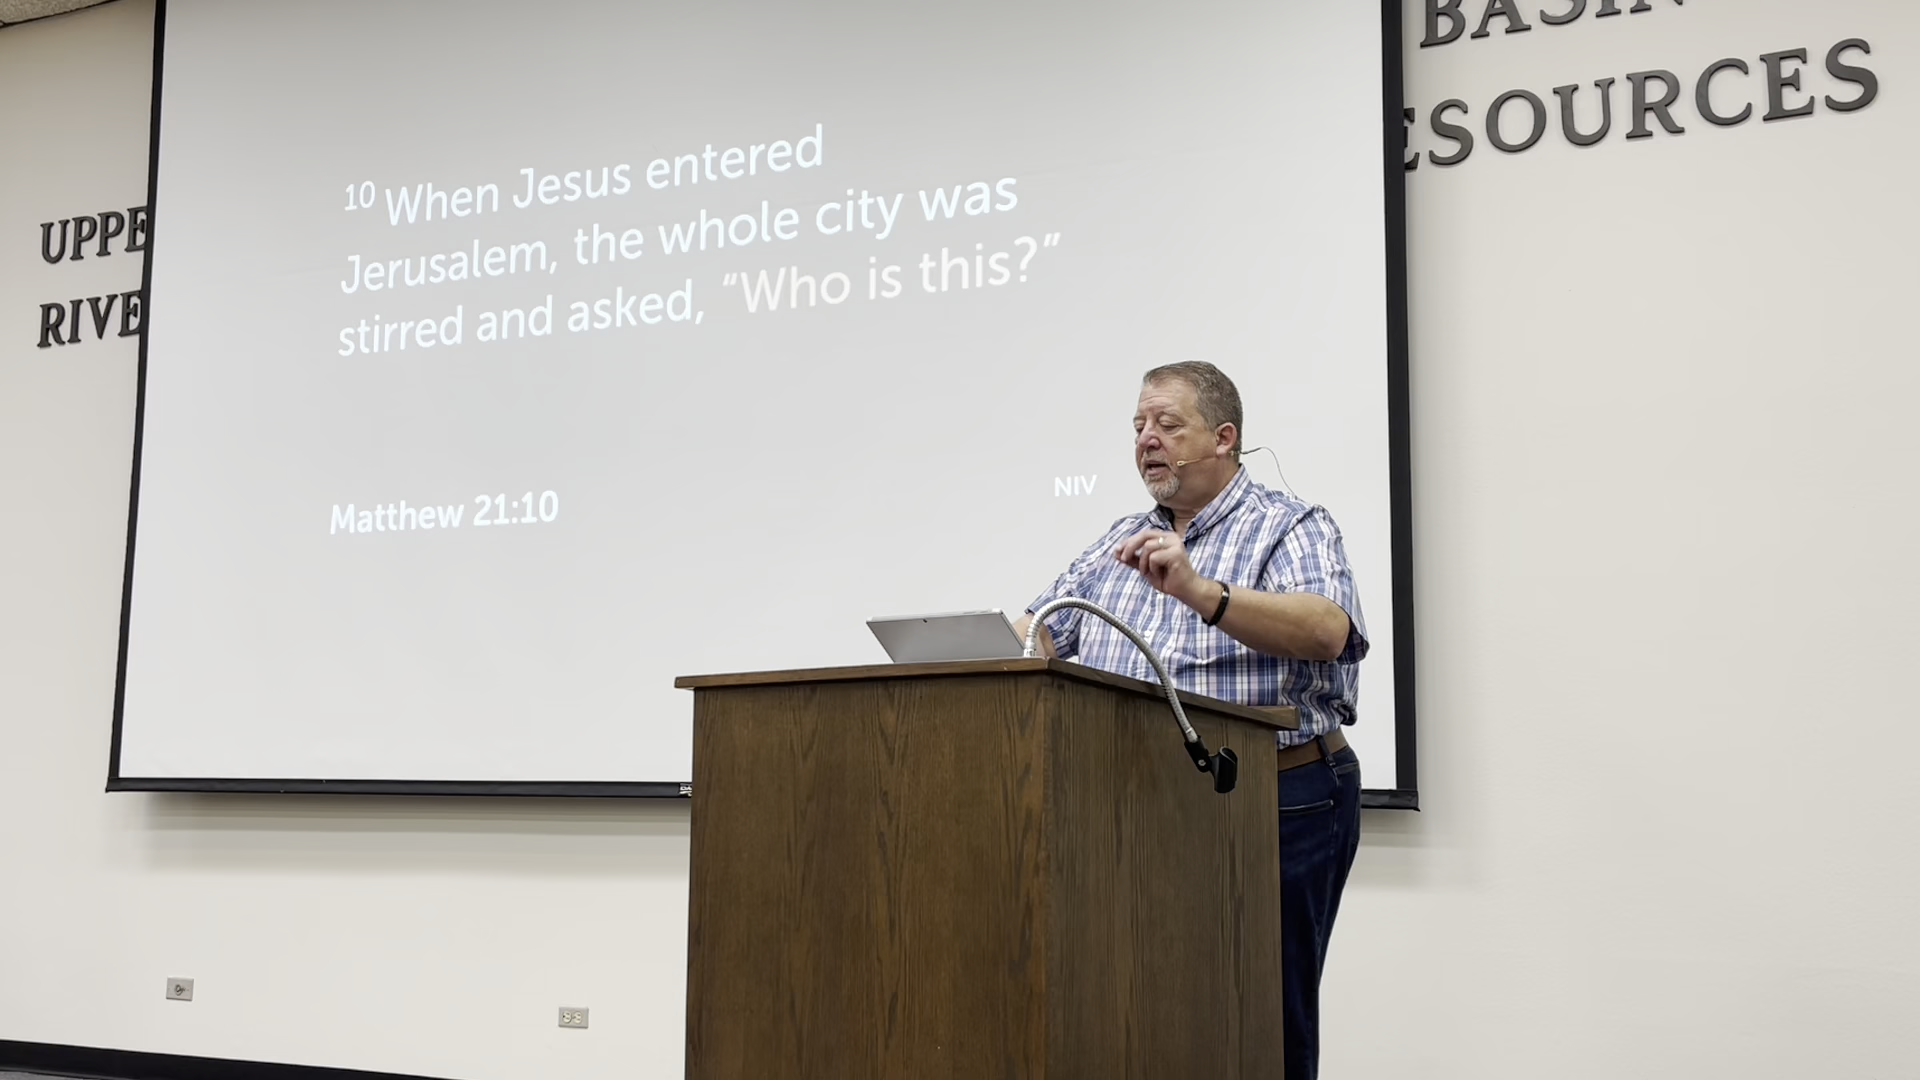 BASIN
ESOURCES
UPPE
RIVE
10 When Jesus entered
Jerusalem, the whole city was
stirred and asked, “Who is this?”
Matthew 21:10
NIV